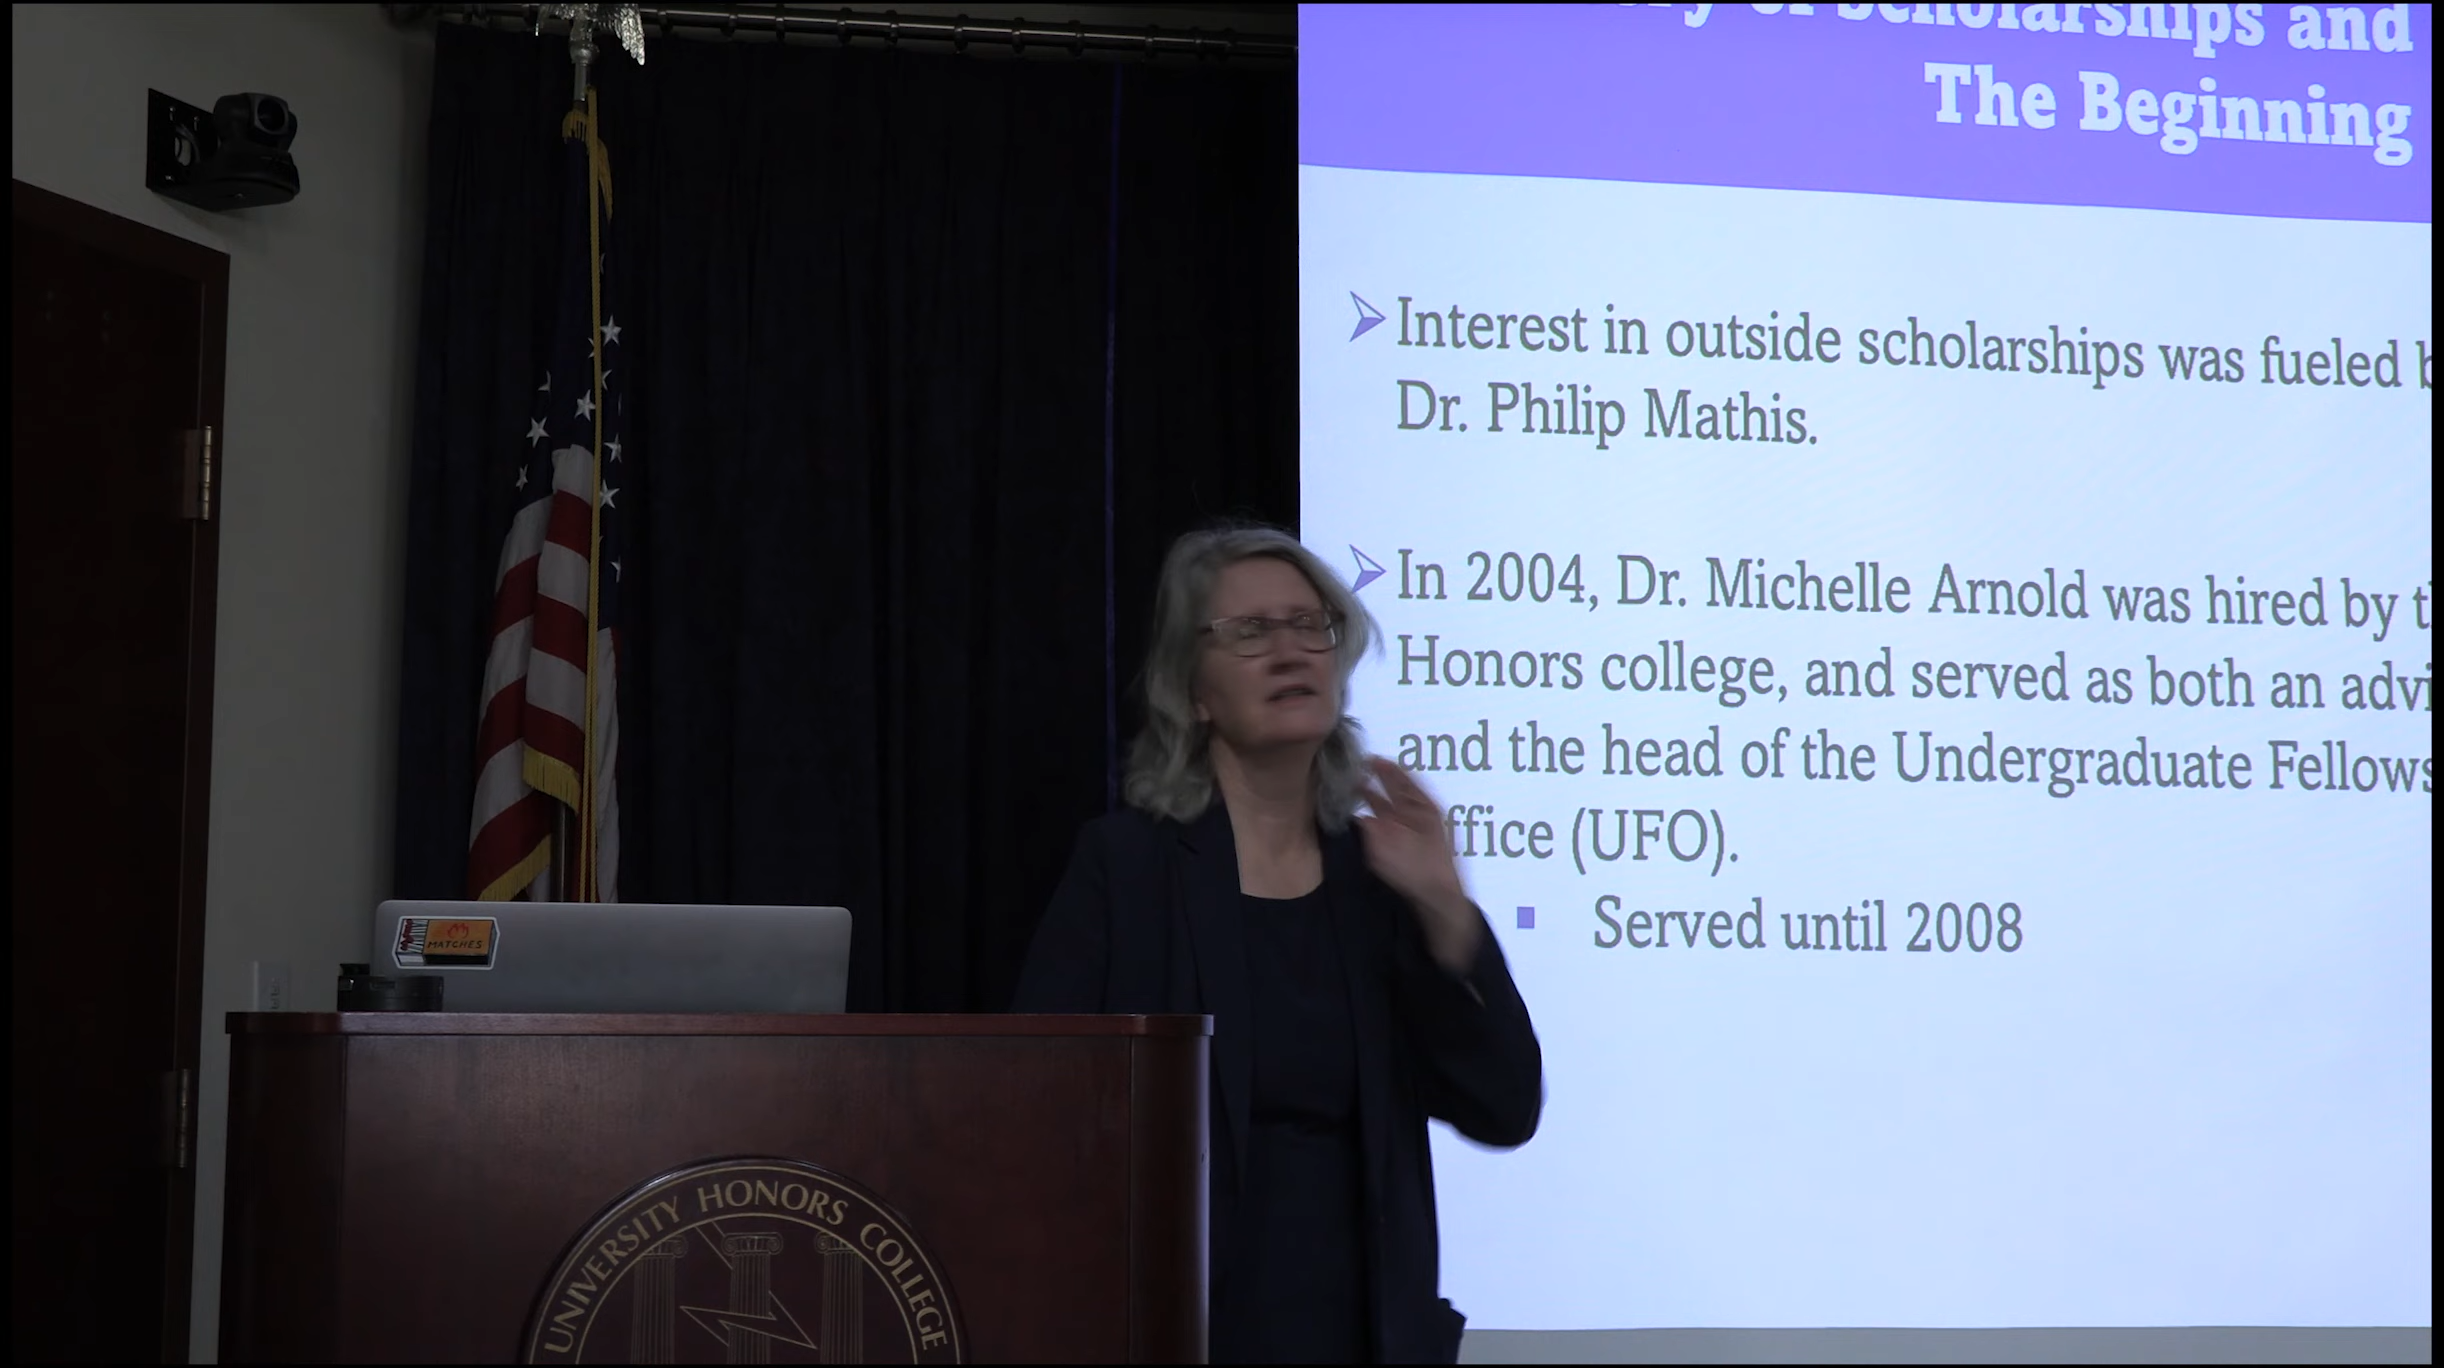 Scholarships and
The Beginning
Interest in outside scholarships was fueled
Dr. Philip Mathis.
In 2004, Dr. Michelle Arnold was hired by
Honors college, and served as both an
and the head of the Undergraduate
(UFO).
Served until 2008
MATCHES
UNIVERSITY HONORS COLLEGE